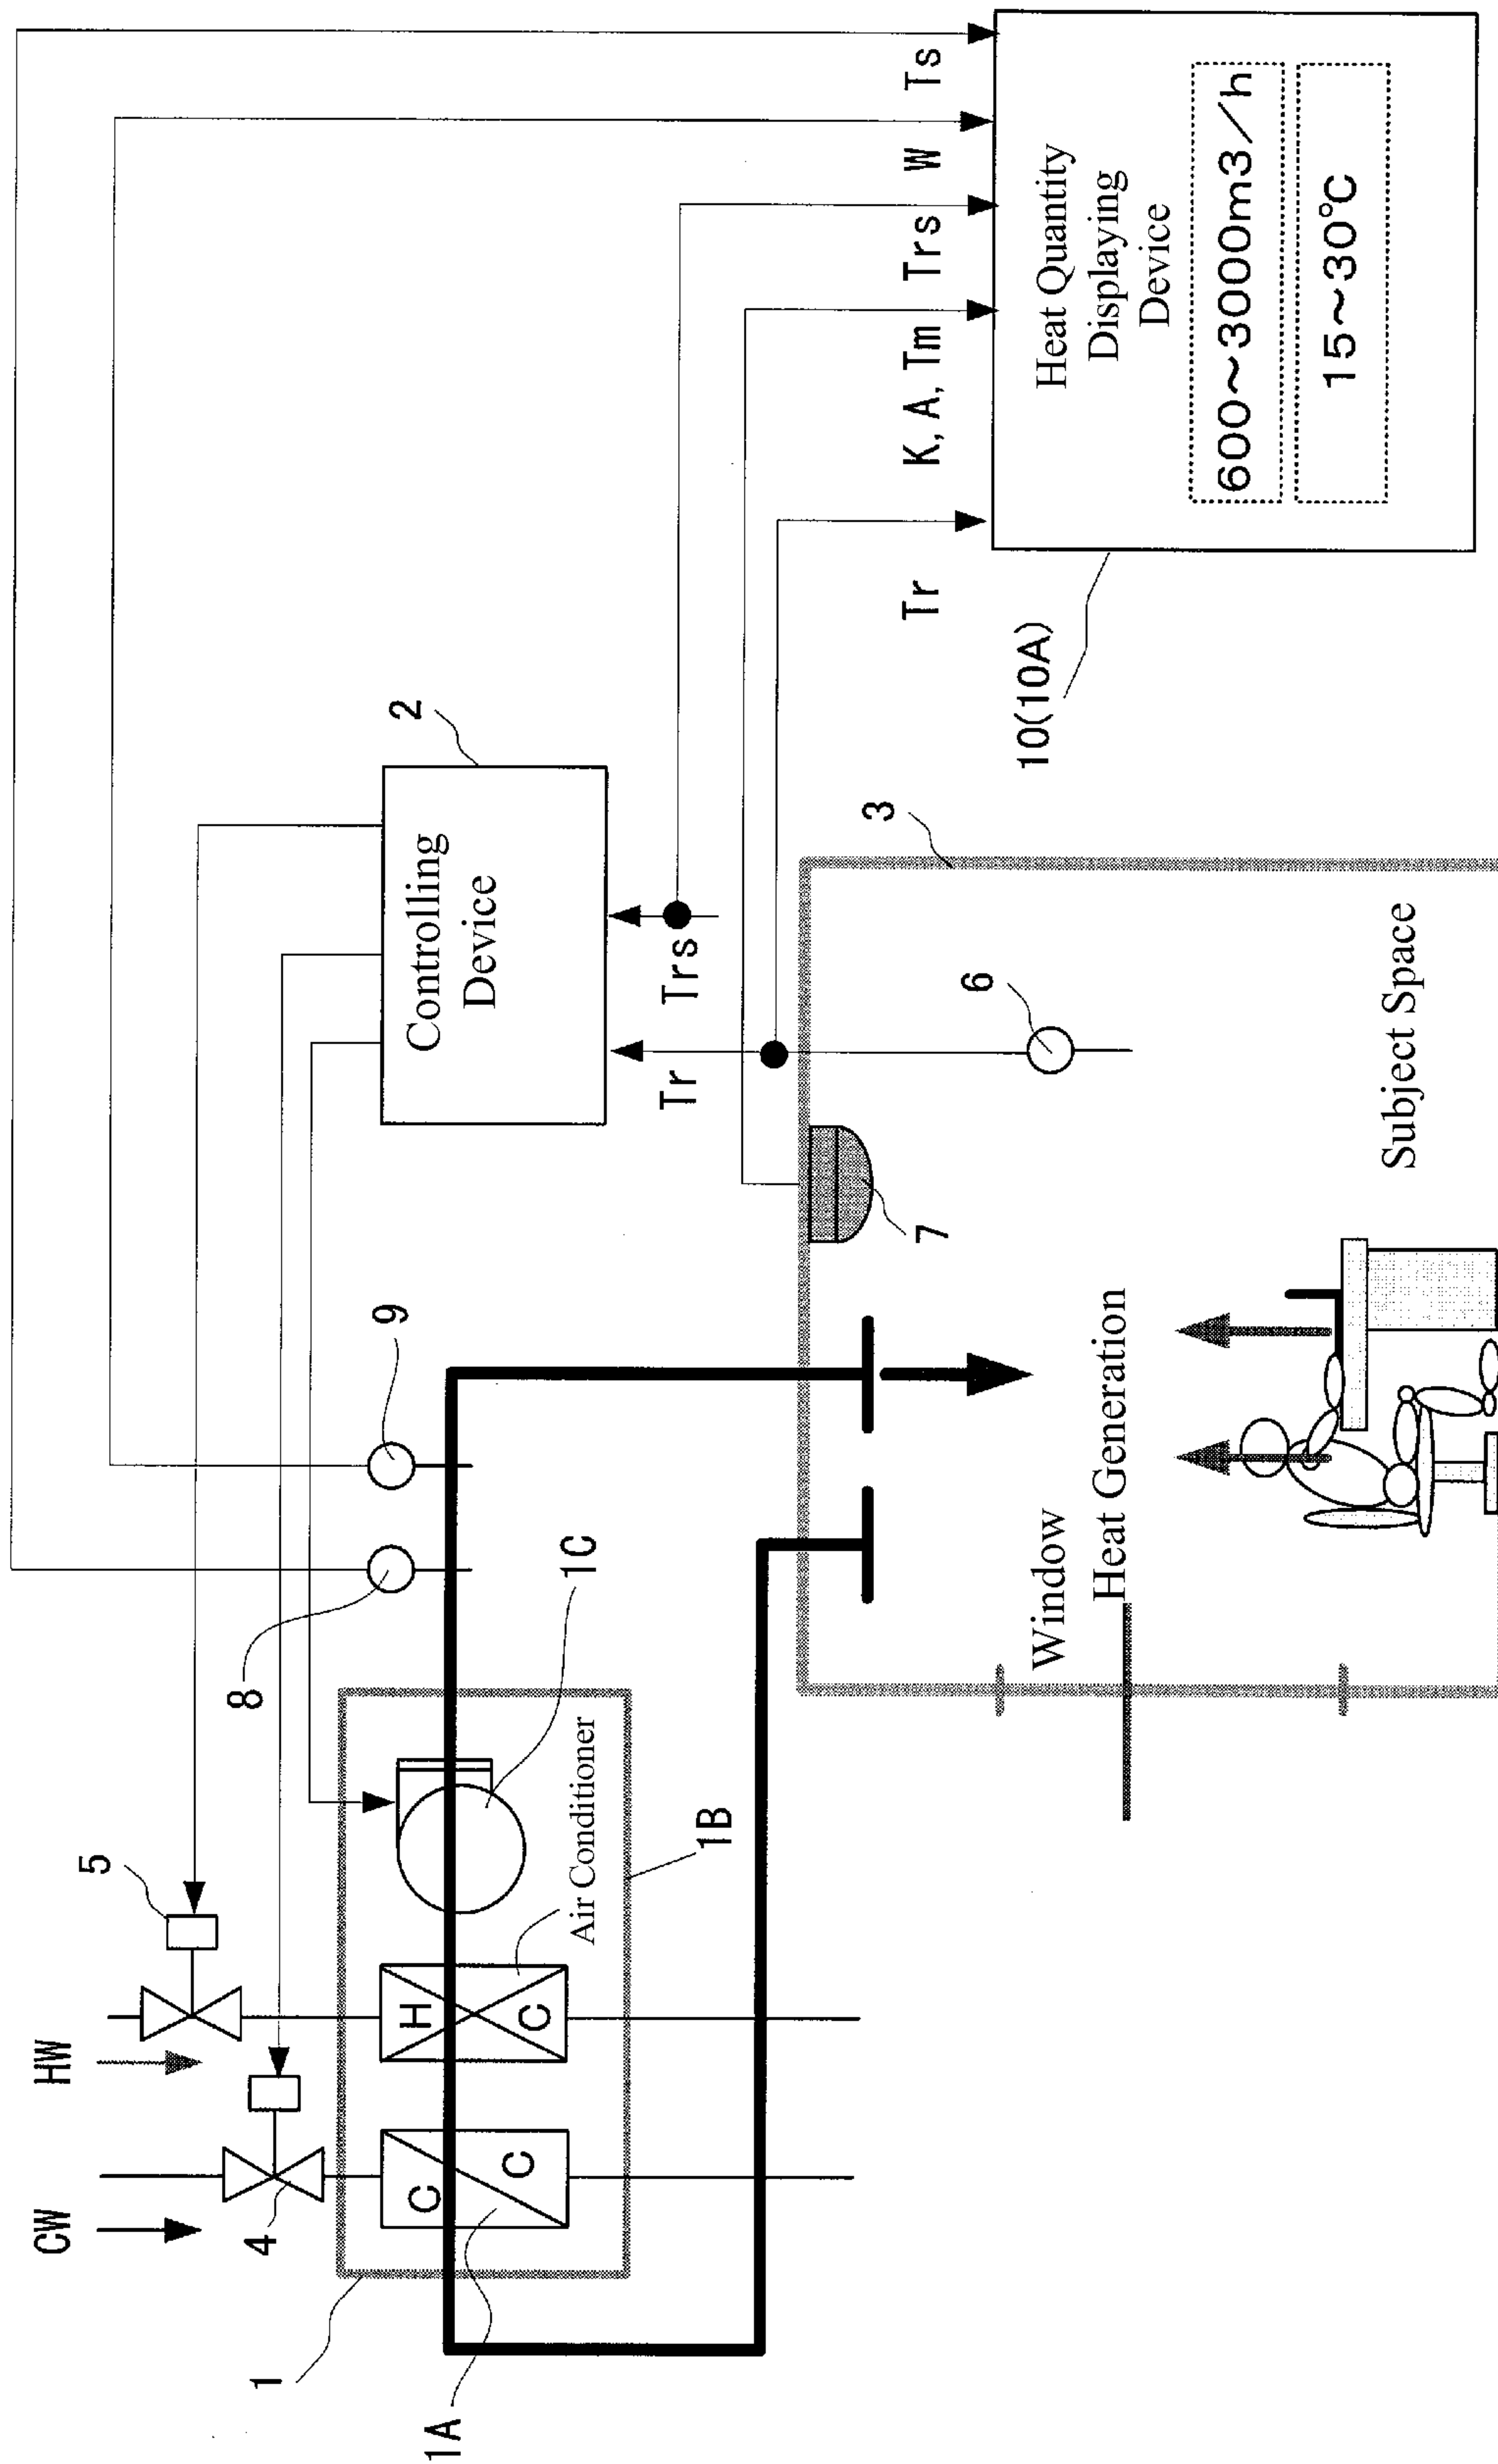 CW
HW
5
4
1
1A
H
C
C
C
Air Conditioner
1B
1C
8
9
2
Controlling
Device
Tr
Trs
3
6
7
Window
Heat Generation
Subject Space
10(10A)
Tr
K, A, Tm
Trs
W
Ts
Heat Quantity
Displaying
Device
600~3000m3/h
15~30℃